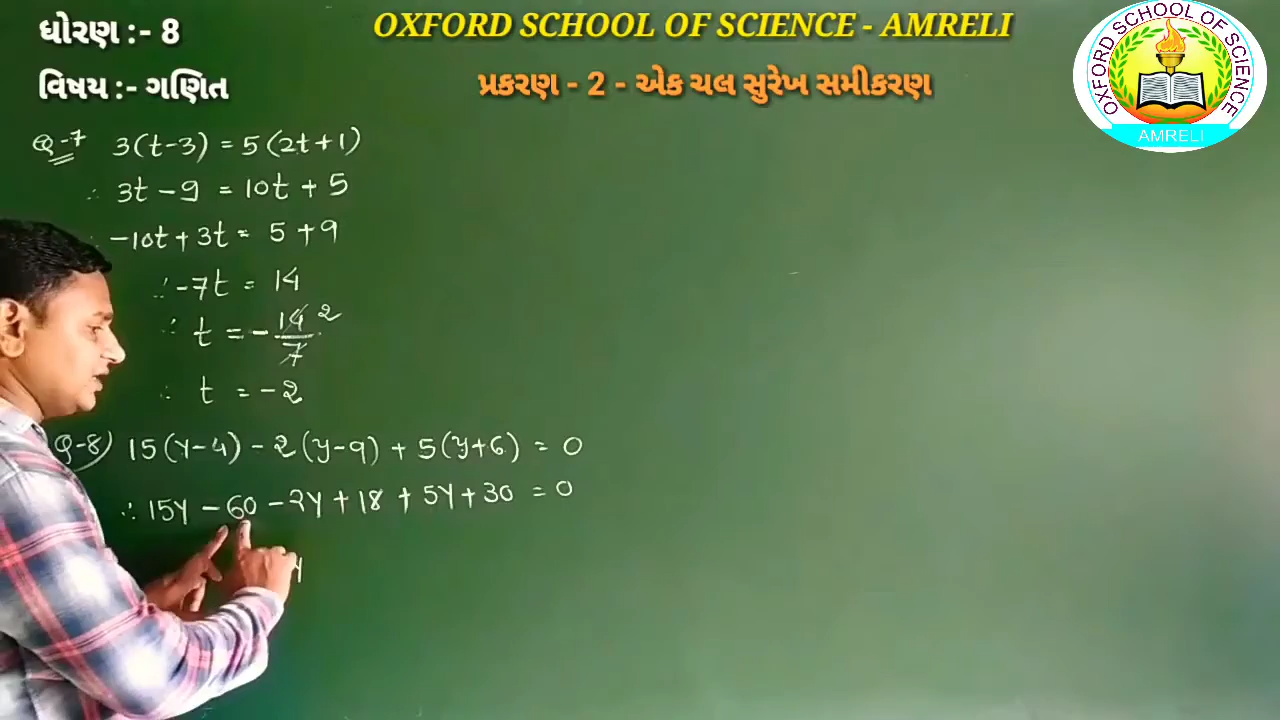 ધોરણ :- 8
OXFORD SCHOOL OF SCIENCE - AMRELI
વિષય :- ગણિત
પ્રકરણ - 2 - એક ચલ સુરેખ સમીકરણ
OXFORD SCHOOL OF SCIENCE
AMRELI
Q-7 3(t-3) = 5(2t+1)
∴ 3t - 9 = 10t + 5
-10t + 3t = 5 + 9
∴ -7t = 14
∴ t = - 14/7 2
∴ t = -2
Q-8) 15(y-4) - 2(y-9) + 5(y+6) = 0
∴ 15y - 60 - 2y + 18 + 5y + 30 = 0